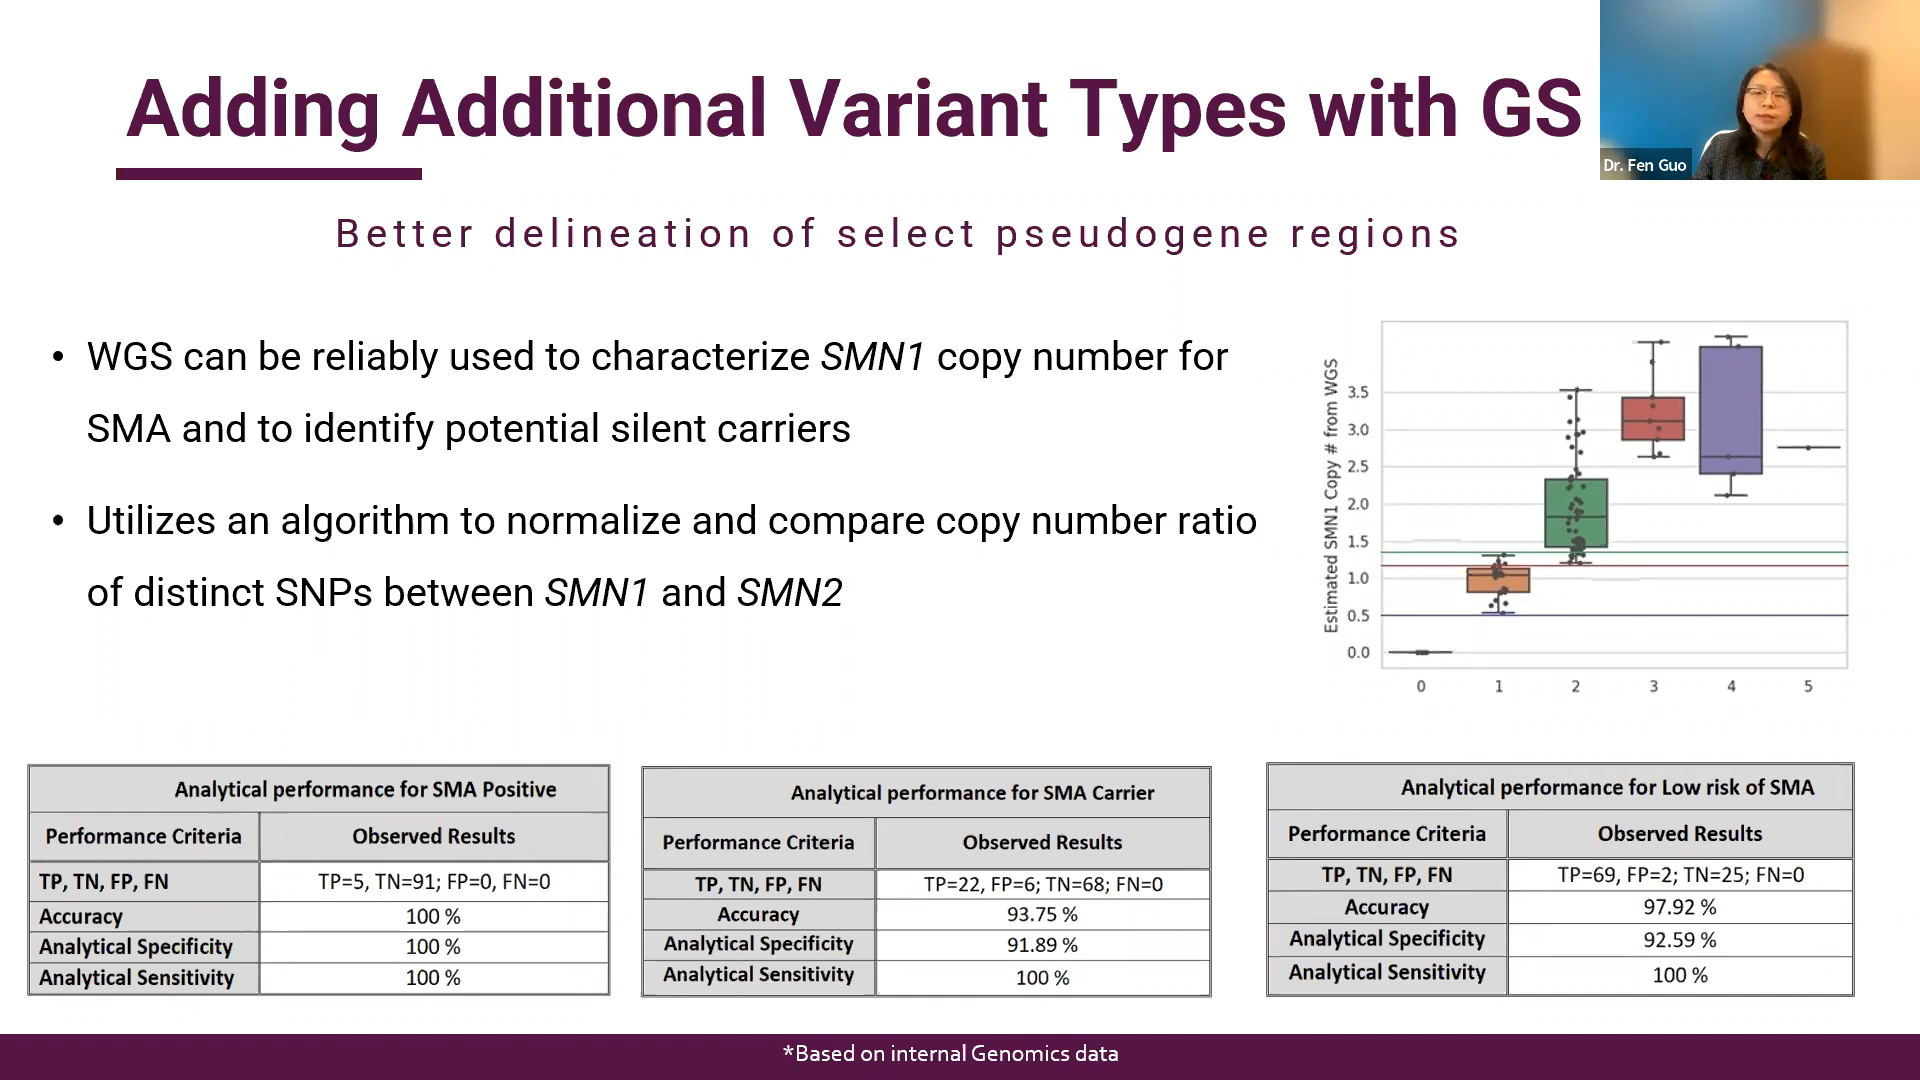 Adding Additional Variant Types with GS
Dr. Fen Guo
Better delineation of select pseudogene regions
• WGS can be reliably used to characterize SMN1 copy number for
SMA and to identify potential silent carriers
• Utilizes an algorithm to normalize and compare copy number ratio
of distinct SNPs between SMN1 and SMN2
Estimated SMN1 Copy # from WGS
3.5
3.0
2.5
2.0
1.5
1.0
0.5
0.0
0 1 2 3 4 5
Analytical performance for SMA Positive
Performance Criteria Observed Results
TP, TN, FP, FN TP=5, TN=91; FP=0, FN=0
Accuracy 100 %
Analytical Specificity 100 %
Analytical Sensitivity 100 %
Analytical performance for SMA Carrier
Performance Criteria Observed Results
TP, TN, FP, FN TP=22, FP=6; TN=68; FN=0
Accuracy 93.75 %
Analytical Specificity 91.89 %
Analytical Sensitivity 100 %
Analytical performance for Low risk of SMA
Performance Criteria Observed Results
TP, TN, FP, FN TP=69, FP=2; TN=25; FN=0
Accuracy 97.92 %
Analytical Specificity 92.59 %
Analytical Sensitivity 100 %
*Based on internal Genomics data